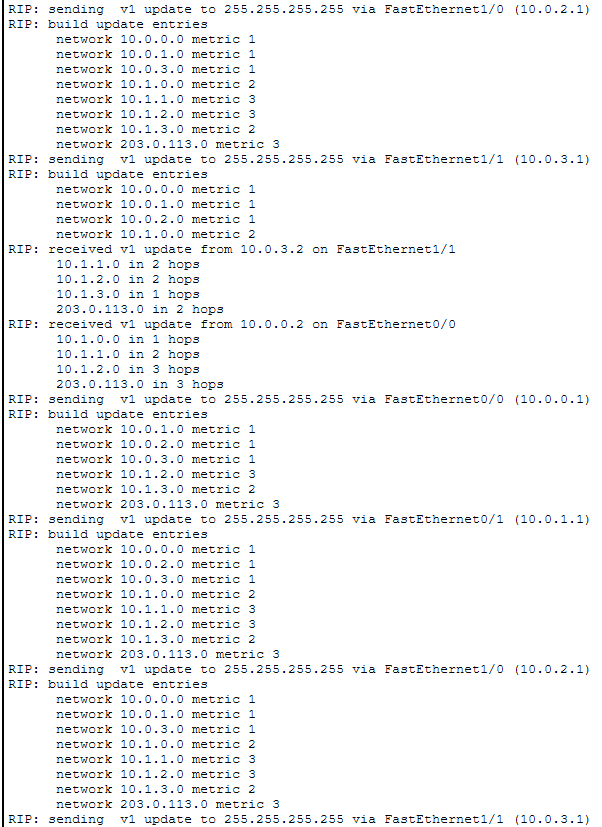 RIP: sending  v1 update to 255.255.255.255 via FastEthernet1/0 (10.0.2.1)
RIP: build update entries
      network 10.0.0.0 metric 1
      network 10.0.1.0 metric 1
      network 10.0.3.0 metric 1
      network 10.1.0.0 metric 2
      network 10.1.1.0 metric 3
      network 10.1.2.0 metric 3
      network 10.1.3.0 metric 2
      network 203.0.113.0 metric 3
RIP: sending  v1 update to 255.255.255.255 via FastEthernet1/1 (10.0.3.1)
RIP: build update entries
      network 10.0.0.0 metric 1
      network 10.0.1.0 metric 1
      network 10.0.2.0 metric 1
      network 10.1.0.0 metric 2
RIP: received v1 update from 10.0.3.2 on FastEthernet1/1
      10.1.1.0 in 2 hops
      10.1.2.0 in 2 hops
      10.1.3.0 in 1 hops
      203.0.113.0 in 2 hops
RIP: received v1 update from 10.0.0.2 on FastEthernet0/0
      10.1.0.0 in 1 hops
      10.1.1.0 in 2 hops
      10.1.2.0 in 3 hops
      203.0.113.0 in 3 hops
RIP: sending  v1 update to 255.255.255.255 via FastEthernet0/0 (10.0.0.1)
RIP: build update entries
      network 10.0.1.0 metric 1
      network 10.0.2.0 metric 1
      network 10.0.3.0 metric 1
      network 10.1.2.0 metric 3
      network 10.1.3.0 metric 2
      network 203.0.113.0 metric 3
RIP: sending  v1 update to 255.255.255.255 via FastEthernet0/1 (10.0.1.1)
RIP: build update entries
      network 10.0.0.0 metric 1
      network 10.0.2.0 metric 1
      network 10.0.3.0 metric 1
      network 10.1.0.0 metric 2
      network 10.1.1.0 metric 3
      network 10.1.2.0 metric 3
      network 10.1.3.0 metric 2
      network 203.0.113.0 metric 3
RIP: sending  v1 update to 255.255.255.255 via FastEthernet1/0 (10.0.2.1)
RIP: build update entries
      network 10.0.0.0 metric 1
      network 10.0.1.0 metric 1
      network 10.0.3.0 metric 1
      network 10.1.0.0 metric 2
      network 10.1.1.0 metric 3
      network 10.1.2.0 metric 3
      network 10.1.3.0 metric 2
      network 203.0.113.0 metric 3
RIP: sending  v1 update to 255.255.255.255 via FastEthernet1/1 (10.0.3.1)